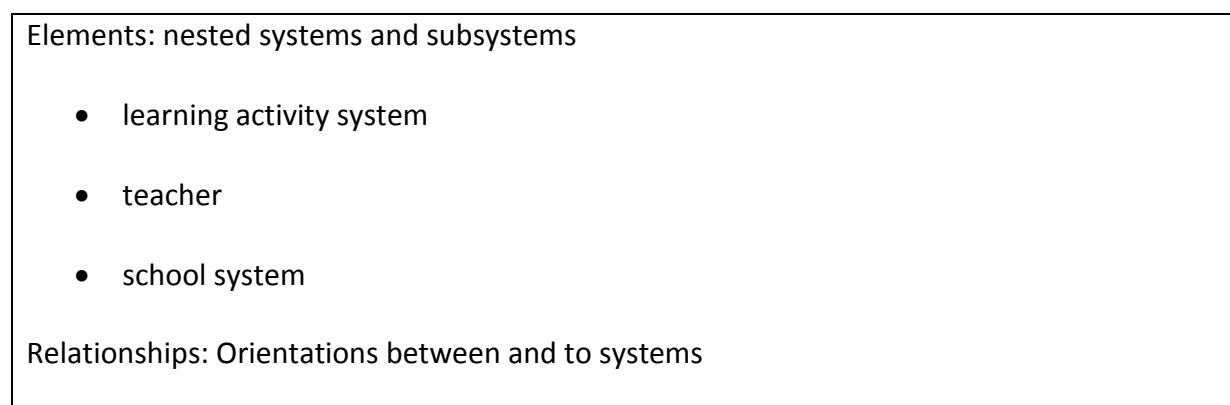 Elements: nested systems and subsystems
• learning activity system
• teacher
• school system
Relationships: Orientations between and to systems